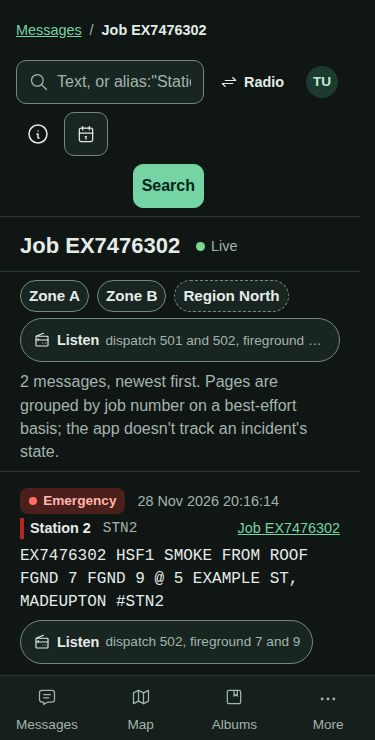 Messages / Job EX7476302
Text, or alias:"Stati
Radio
TU
Search
Job EX7476302 Live
Zone A Zone B Region North
Listen dispatch 501 and 502, fireground …
2 messages, newest first. Pages are
grouped by job number on a best-effort
basis; the app doesn't track an incident's
state.
Emergency 28 Nov 2026 20:16:14
Station 2 STN2 Job EX7476302
EX7476302 HSF1 SMOKE FROM ROOF
FGND 7 FGND 9 @ 5 EXAMPLE ST,
MADEUPTON #STN2
Listen dispatch 502, fireground 7 and 9
Messages Map Albums More